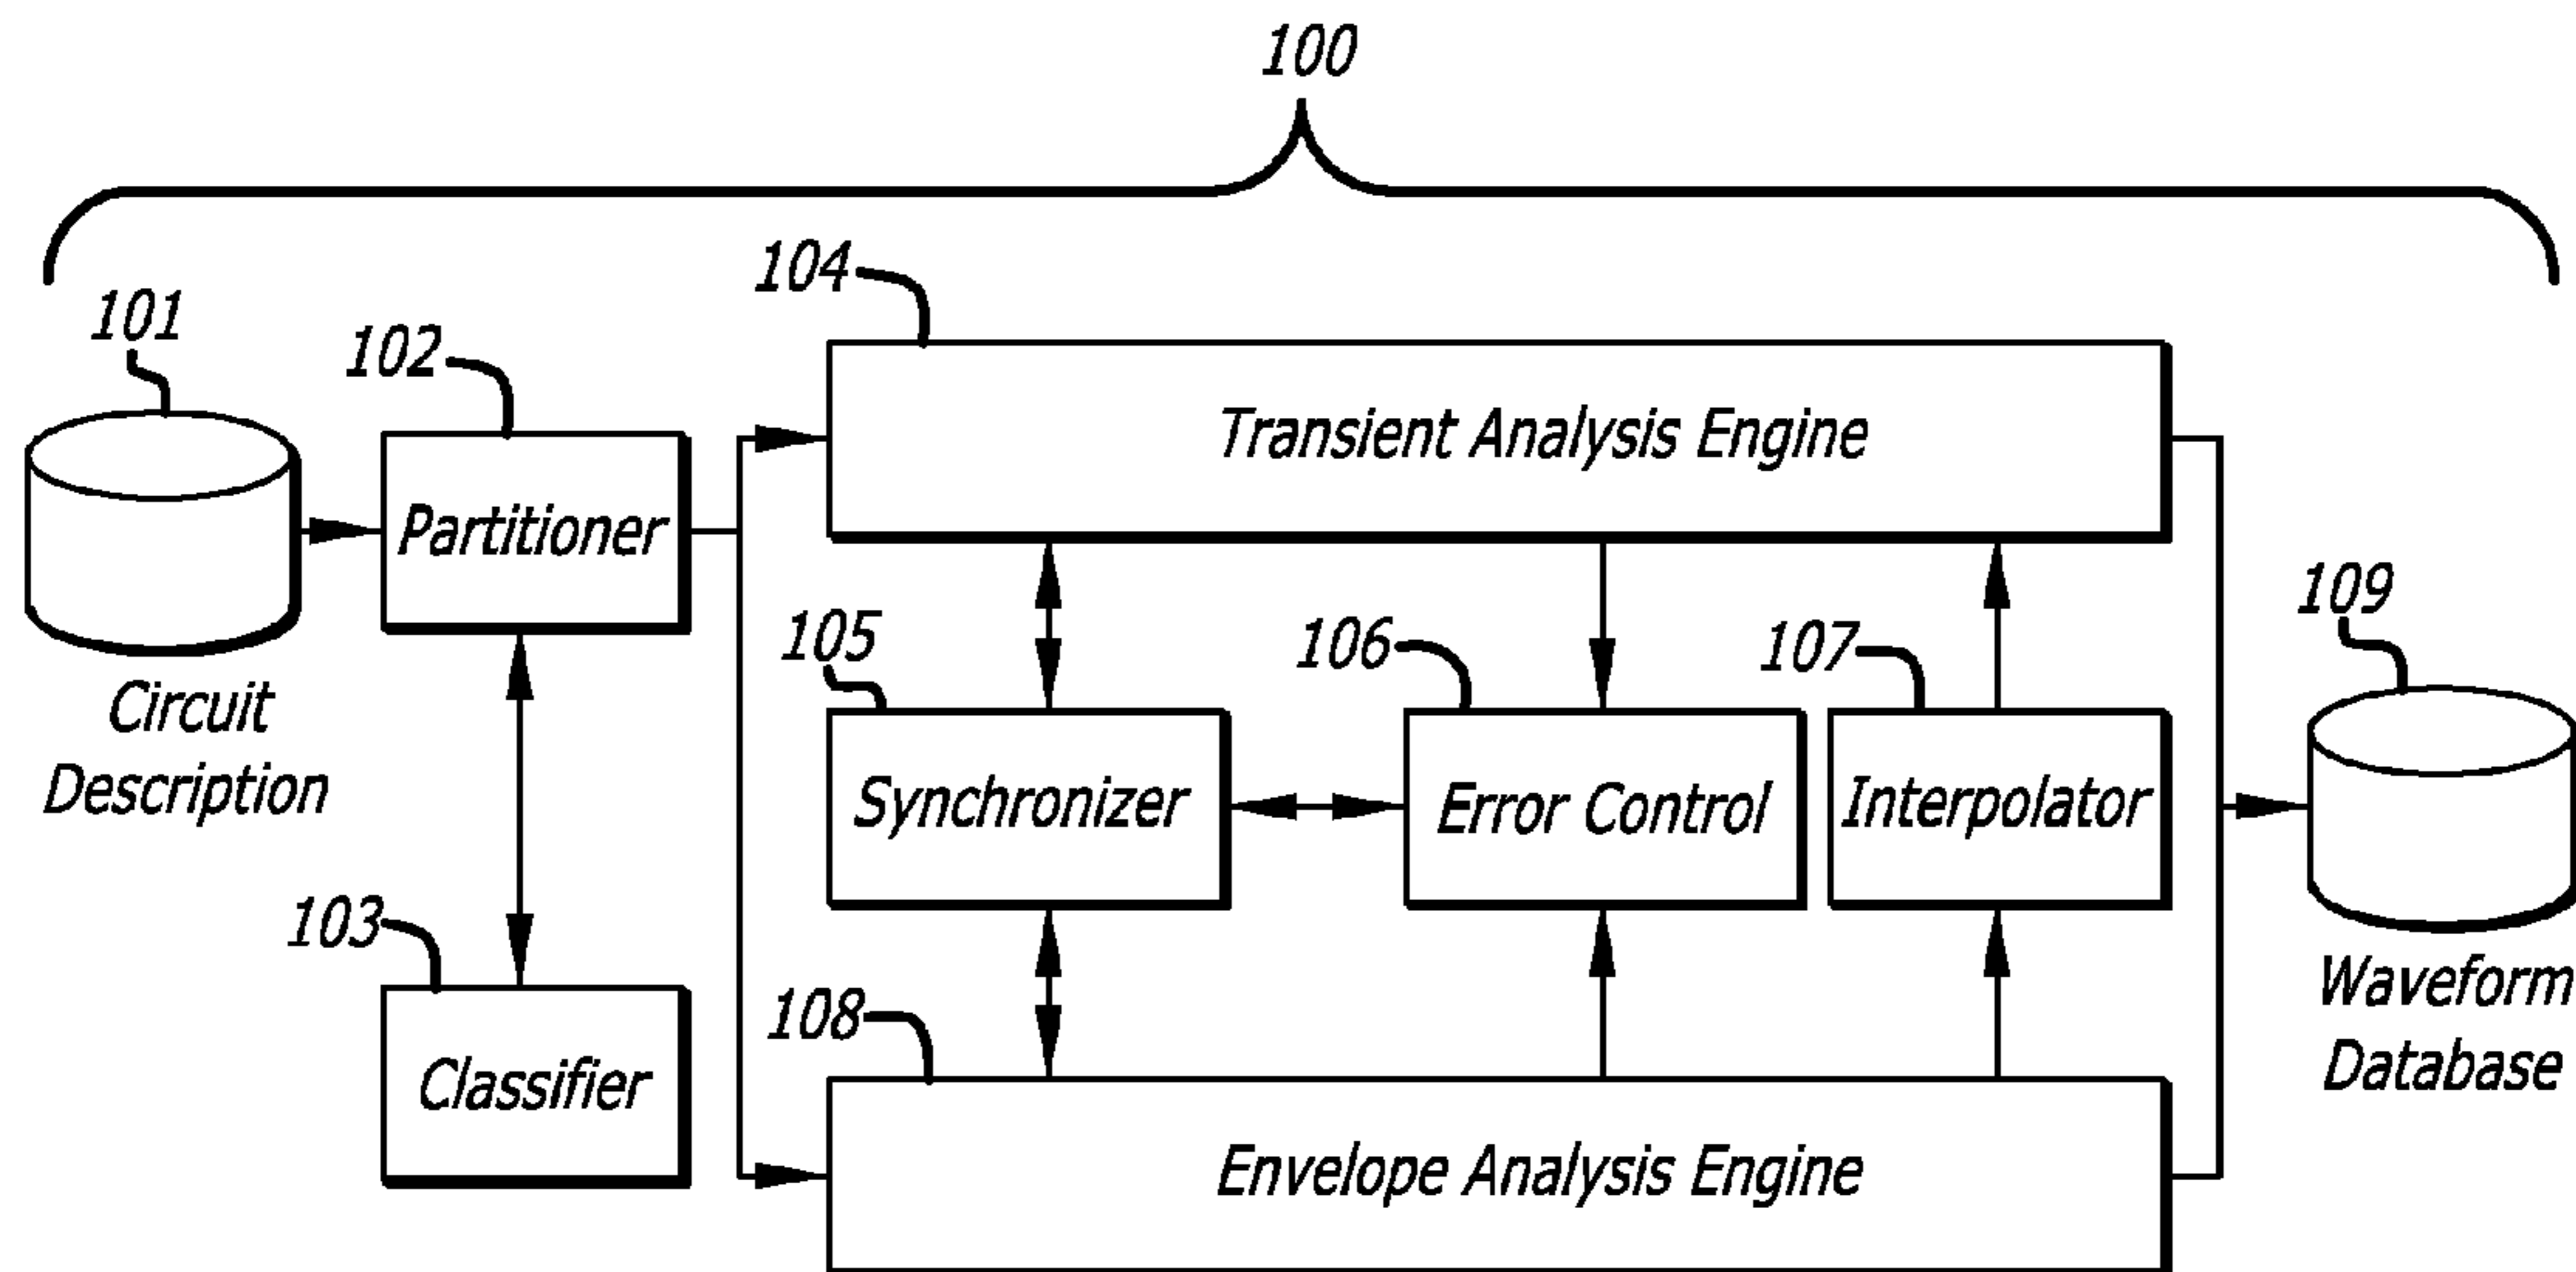 100
104
101
102
Transient Analysis Engine
Partitioner
109
105
106
107
Circuit
Description
Synchronizer
Error Control
Interpolator
103
108
Waveform
Database
Classifier
Envelope Analysis Engine